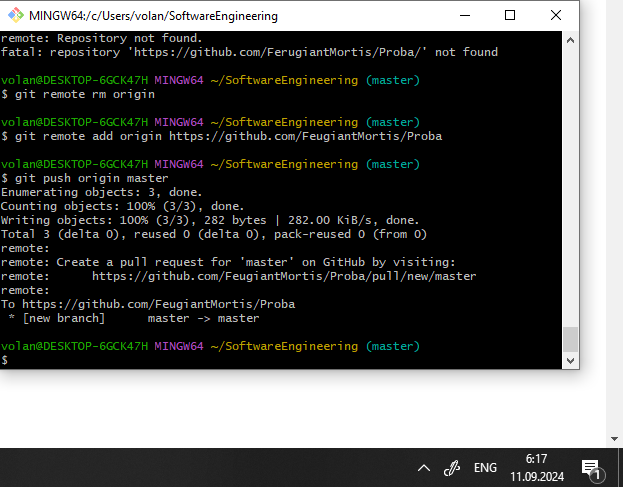 MINGW64:/c/Users/volan/SoftwareEngineering
remote: Repository not found.
fatal: repository 'https://github.com/FerugiantMortis/Proba/' not found
volan@DESKTOP-6GCK47H MINGW64 ~/SoftwareEngineering (master)
$ git remote rm origin
volan@DESKTOP-6GCK47H MINGW64 ~/SoftwareEngineering (master)
$ git remote add origin https://github.com/FeugiantMortis/Proba
volan@DESKTOP-6GCK47H MINGW64 ~/SoftwareEngineering (master)
$ git push origin master
Enumerating objects: 3, done.
Counting objects: 100% (3/3), done.
Writing objects: 100% (3/3), 282 bytes | 282.00 KiB/s, done.
Total 3 (delta 0), reused 0 (delta 0), pack-reused 0 (from 0)
remote:
remote: Create a pull request for 'master' on GitHub by visiting:
remote:      https://github.com/FeugiantMortis/Proba/pull/new/master
remote:
To https://github.com/FeugiantMortis/Proba
 * [new branch]      master -> master
volan@DESKTOP-6GCK47H MINGW64 ~/SoftwareEngineering (master)
$
ENG
6:17
11.09.2024
1